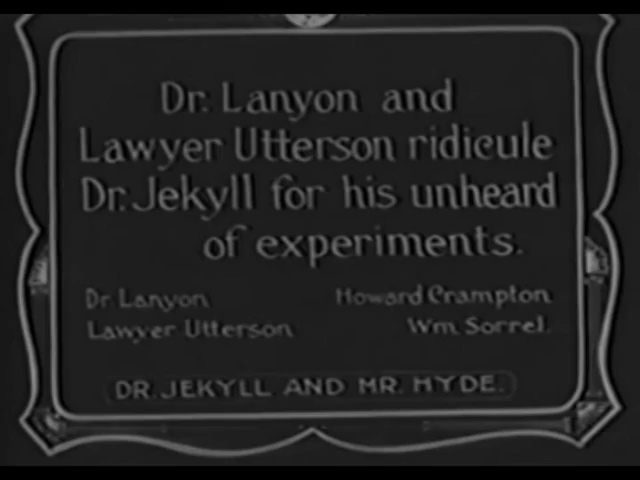 Dr. Lanyon and
Lawyer Utterson ridicule
Dr. Jekyll for his unheard
of experiments.
Dr. Lanyon Howard Crampton
Lawyer Utterson Wm. Sorrel.
DR. JEKYLL AND MR. HYDE.